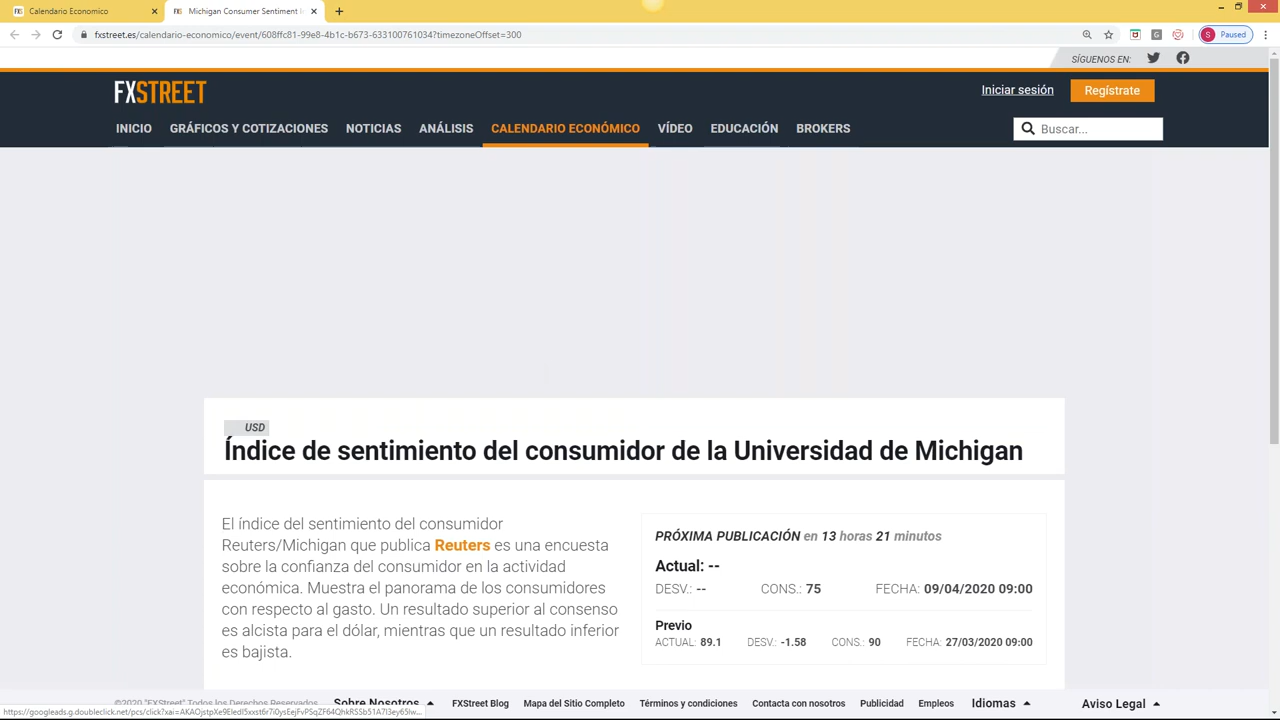 Calendario Economico
Michigan Consumer Sentiment I
fxstreet.es/calendario-economico/event/608ffc81-99e8-4b1c-b673-633100761034?timezoneOffset=300
S Paused
SÍGUENOS EN:
FXSTREET
Iniciar sesión
Regístrate
INICIO GRÁFICOS Y COTIZACIONES NOTICIAS ANÁLISIS CALENDARIO ECONÓMICO VÍDEO EDUCACIÓN BROKERS
Buscar...
USD
Índice de sentimiento del consumidor de la Universidad de Michigan
El índice del sentimiento del consumidor
Reuters/Michigan que publica Reuters es una encuesta
sobre la confianza del consumidor en la actividad
económica. Muestra el panorama de los consumidores
con respecto al gasto. Un resultado superior al consenso
es alcista para el dólar, mientras que un resultado inferior
es bajista.
PRÓXIMA PUBLICACIÓN en 13 horas 21 minutos
Actual: --
DESV.: -- CONS.: 75 FECHA: 09/04/2020 09:00
Previo
ACTUAL: 89.1 DESV.: -1.58 CONS.: 90 FECHA: 27/03/2020 09:00
©2020 "FXStreet" Todos los Derechos Reservados
Sobre Nosotros FXStreet Blog Mapa del Sitio Completo Términos y condiciones Contacta con nosotros Publicidad Empleos Idiomas Aviso Legal